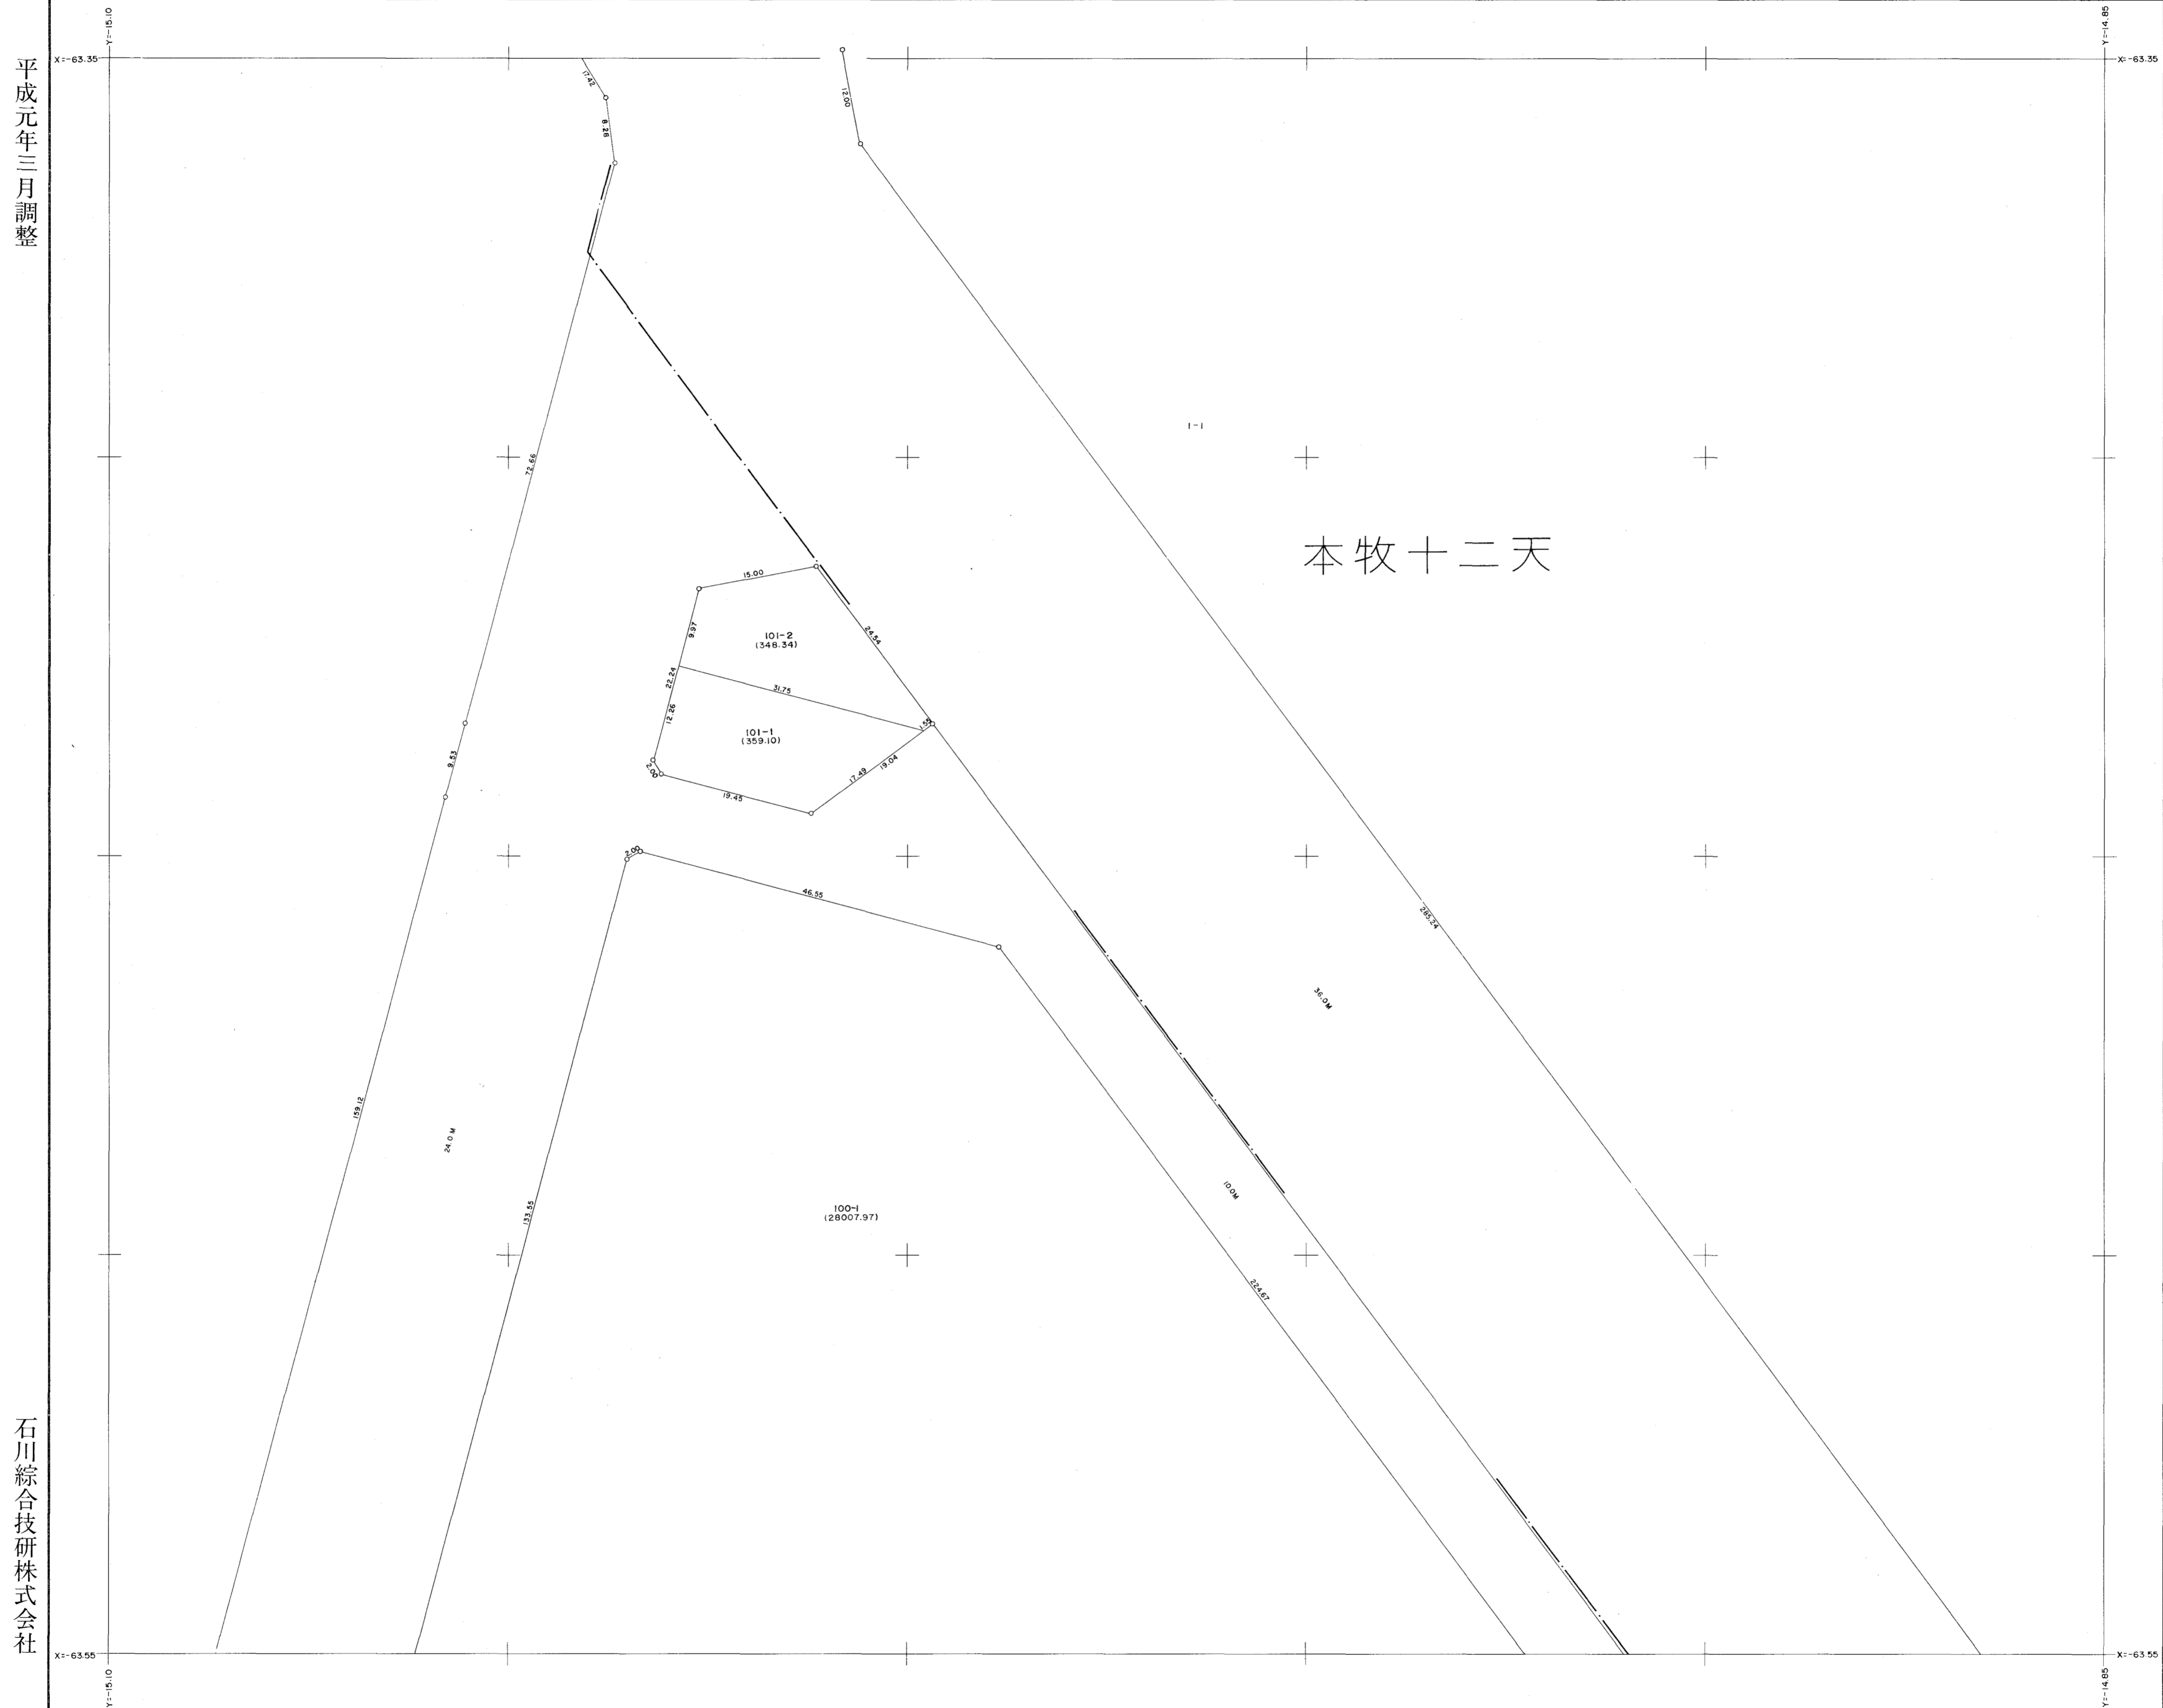 平成元年三月調整
石川綜合技研株式会社
Y=-15.10
Y=-14.85
X=-63.35
X=-63.35
17.42
8.28
12.00
72.66
1-1
本牧十二天
15.00
9.97
101-2
(348.34)
24.54
22.24
31.75
12.26
101-1
(359.10)
1.55
9.53
2.00
17.49
19.04
19.45
2.00
46.55
285.24
36.0M
159.12
24.0M
133.55
10.0M
100-1
(28007.97)
224.67
X=-63.55
X=-63.55
Y=-15.10
Y=-14.85